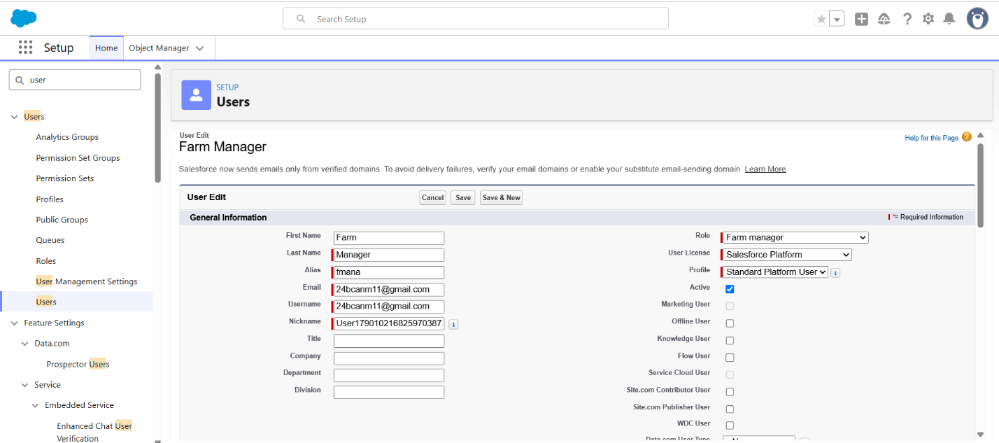 Search Setup
Setup
Home
Object Manager
user
Users
Analytics Groups
Permission Set Groups
Permission Sets
Profiles
Public Groups
Queues
Roles
User Management Settings
Users
Feature Settings
Data.com
Prospector Users
Service
Embedded Service
Enhanced Chat User
Verification
SETUP
Users
User Edit
Farm Manager
Help for this Page
Salesforce now sends emails only from verified domains. To avoid delivery failures, verify your email domains or enable your substitute email-sending domain. Learn More
User Edit
Cancel
Save
Save & New
General Information
*= Required Information
First Name Farm
Last Name Manager
Alias fmana
Email 24bcanm11@gmail.com
Username 24bcanm11@gmail.com
Nickname User179010216825970387
Title
Company
Department
Division
Role Farm manager
User License Salesforce Platform
Profile Standard Platform User
Active
Marketing User
Offline User
Knowledge User
Flow User
Service Cloud User
Site.com Contributor User
Site.com Publisher User
WDC User
Data.com User Type